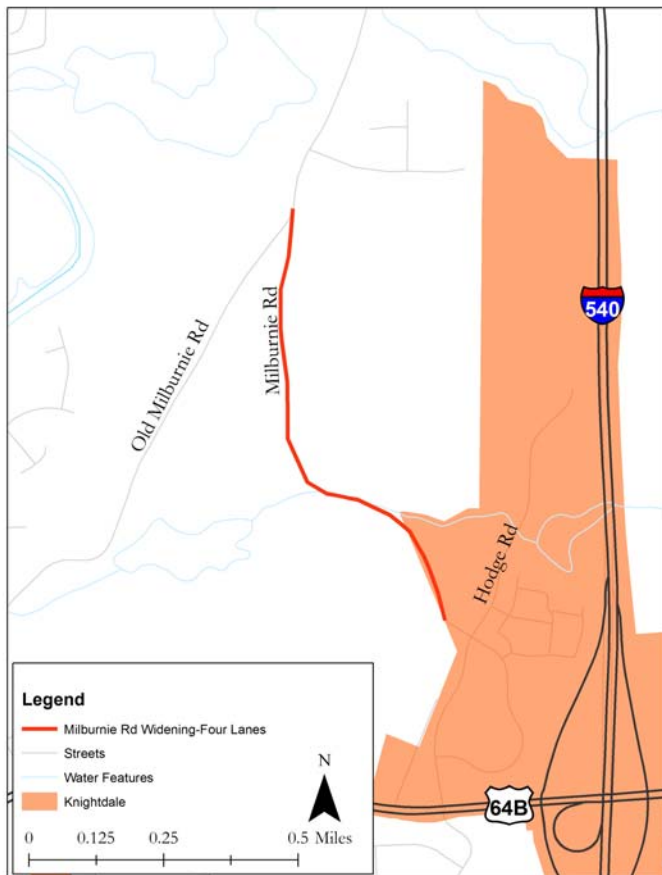 540
Old Milburnie Rd
Milburnie Rd
Hodge Rd
64B
Legend
Milburnie Rd Widening-Four Lanes
Streets
Water Features
Knightdale
N
0 0.125 0.25 0.5 Miles